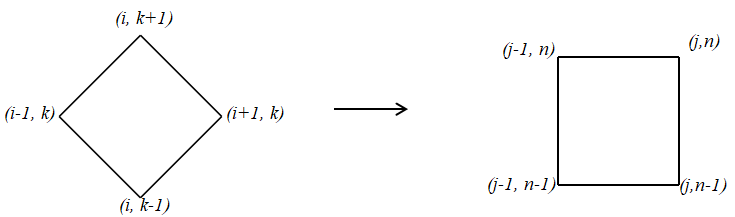 (i, k+1)
(i-1, k)
(i+1, k)
(i, k-1)
(j-1, n)
(j,n)
(j-1, n-1)
(j,n-1)